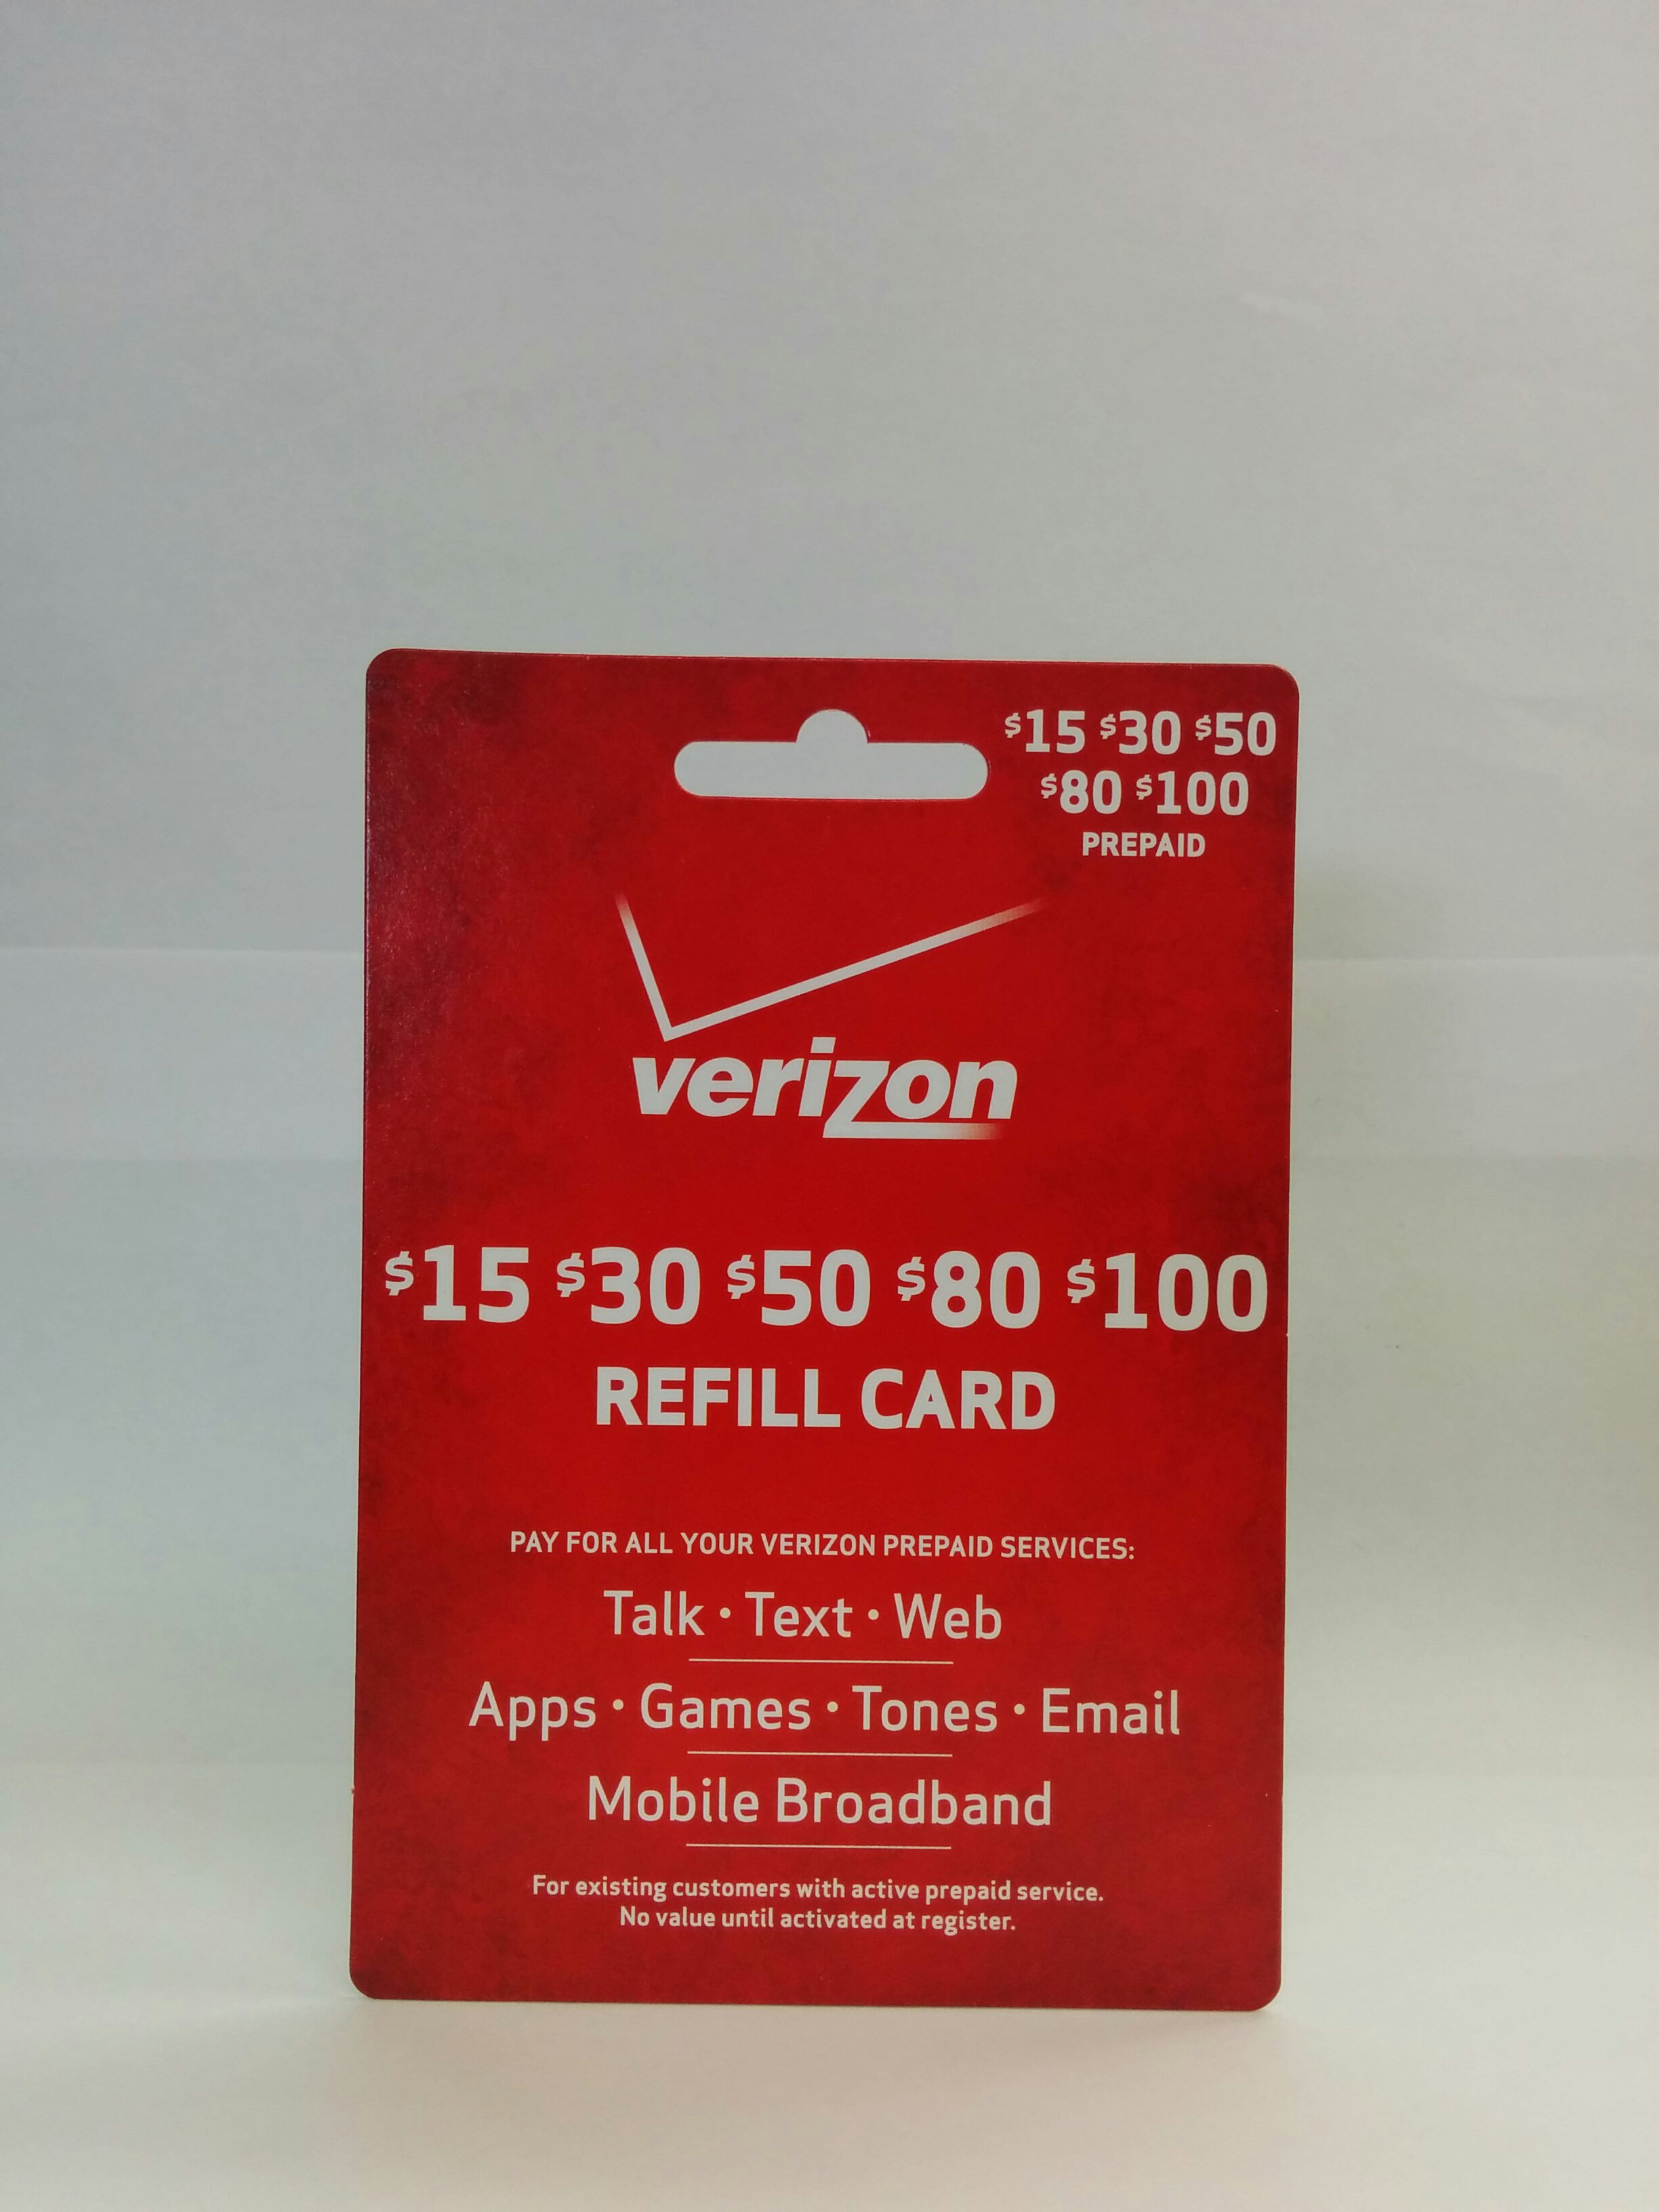 $15 $30 $50
$80 $100
PREPAID
verizon
$15 $30 $50 $80 $100
REFILL CARD
PAY FOR ALL YOUR VERIZON PREPAID SERVICES:
Talk • Text • Web
Apps • Games • Tones • Email
Mobile Broadband
For existing customers with active prepaid service.
No value until activated at register.